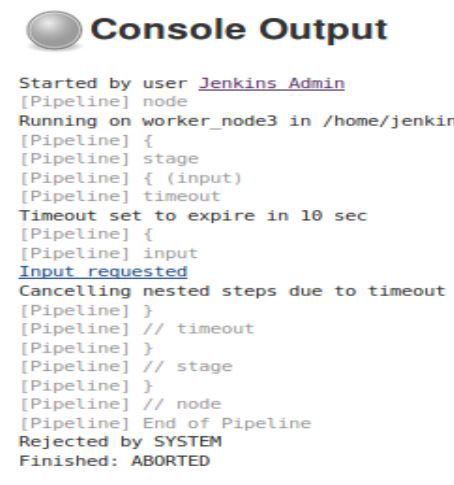 Console Output
Started by user Jenkins Admin
[Pipeline] node
Running on worker_node3 in /home/jenkin
[Pipeline] {
[Pipeline] stage
[Pipeline] { (input)
[Pipeline] timeout
Timeout set to expire in 10 sec
[Pipeline] {
[Pipeline] input
Input requested
Cancelling nested steps due to timeout
[Pipeline] }
[Pipeline] // timeout
[Pipeline] }
[Pipeline] // stage
[Pipeline] }
[Pipeline] // node
[Pipeline] End of Pipeline
Rejected by SYSTEM
Finished: ABORTED